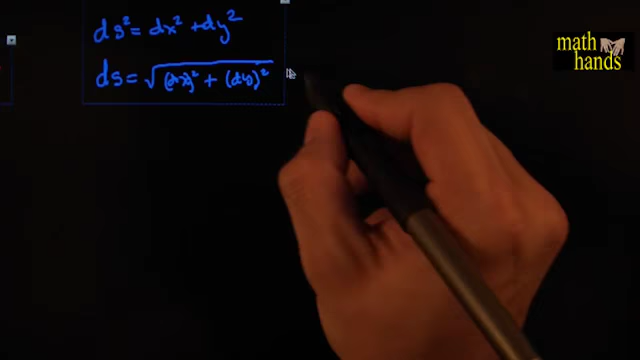 ds² = dx² + dy²
ds = √(dx)² + (dy)²
math
hands